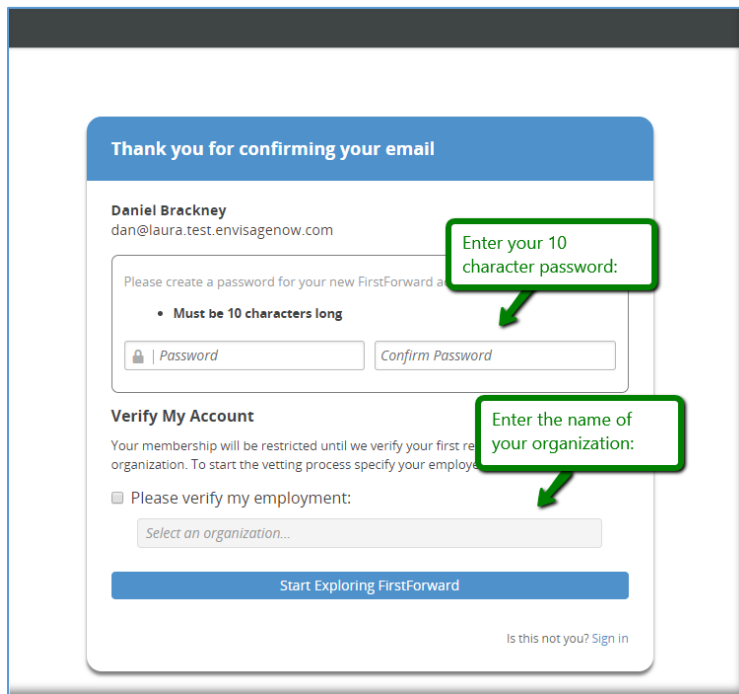 Thank you for confirming your email
Daniel Brackney
dan@laura.test.envisagenow.com
Enter your 10
character password:
Please create a password for your new FirstForward a
• Must be 10 characters long
Password
Confirm Password
Verify My Account
Enter the name of
your organization:
Your membership will be restricted until we verify your first re
organization. To start the vetting process specify your employe
Please verify my employment:
Select an organization...
Start Exploring FirstForward
Is this not you? Sign in